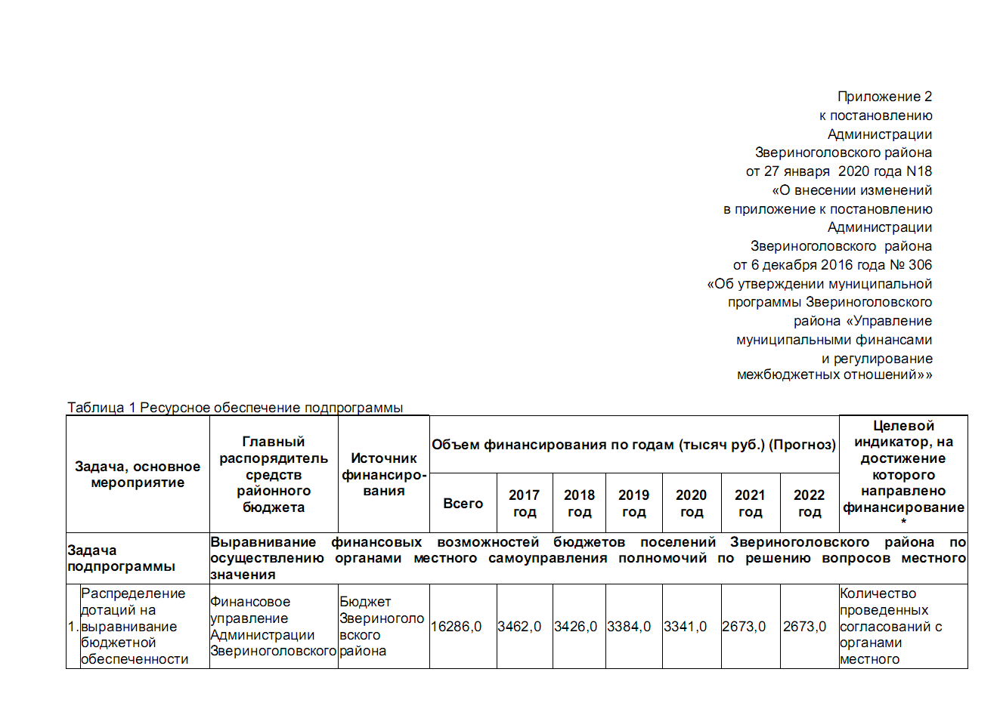 Приложение 2
к постановлению
Администрации
Звериноголовского района
от 27 января  2020 года N18
«О внесении изменений
в приложение к постановлению
Администрации
Звериноголовского  района
от 6 декабря 2016 года № 306
«Об утверждении муниципальной
программы Звериноголовского
района «Управление
муниципальными финансами
и регулирование
межбюджетных отношений»»
Таблица 1 Ресурсное обеспечение подпрограммы
Задача, основное
мероприятие
Главный
распорядитель
средств
районного
бюджета
Источник
финансиро-
вания
Объем финансирования по годам (тысяч руб.) (Прогноз)
Всего
2017
год
2018
год
2019
год
2020
год
2021
год
2022
год
Целевой
индикатор, на
достижение
которого
направлено
финансирование
*
Задача
подпрограммы
Выравнивание финансовых возможностей бюджетов поселений Звериноголовского района по
осуществлению органами местного самоуправления полномочий по решению вопросов местного
значения
1.
Распределение
дотаций на
выравнивание
бюджетной
обеспеченности
Финансовое
управление
Администрации
Звериноголовского
Бюджет
Звериноголо
вского
района
16286,0
3462,0
3426,0
3384,0
3341,0
2673,0
2673,0
Количество
проведенных
согласований с
органами
местного